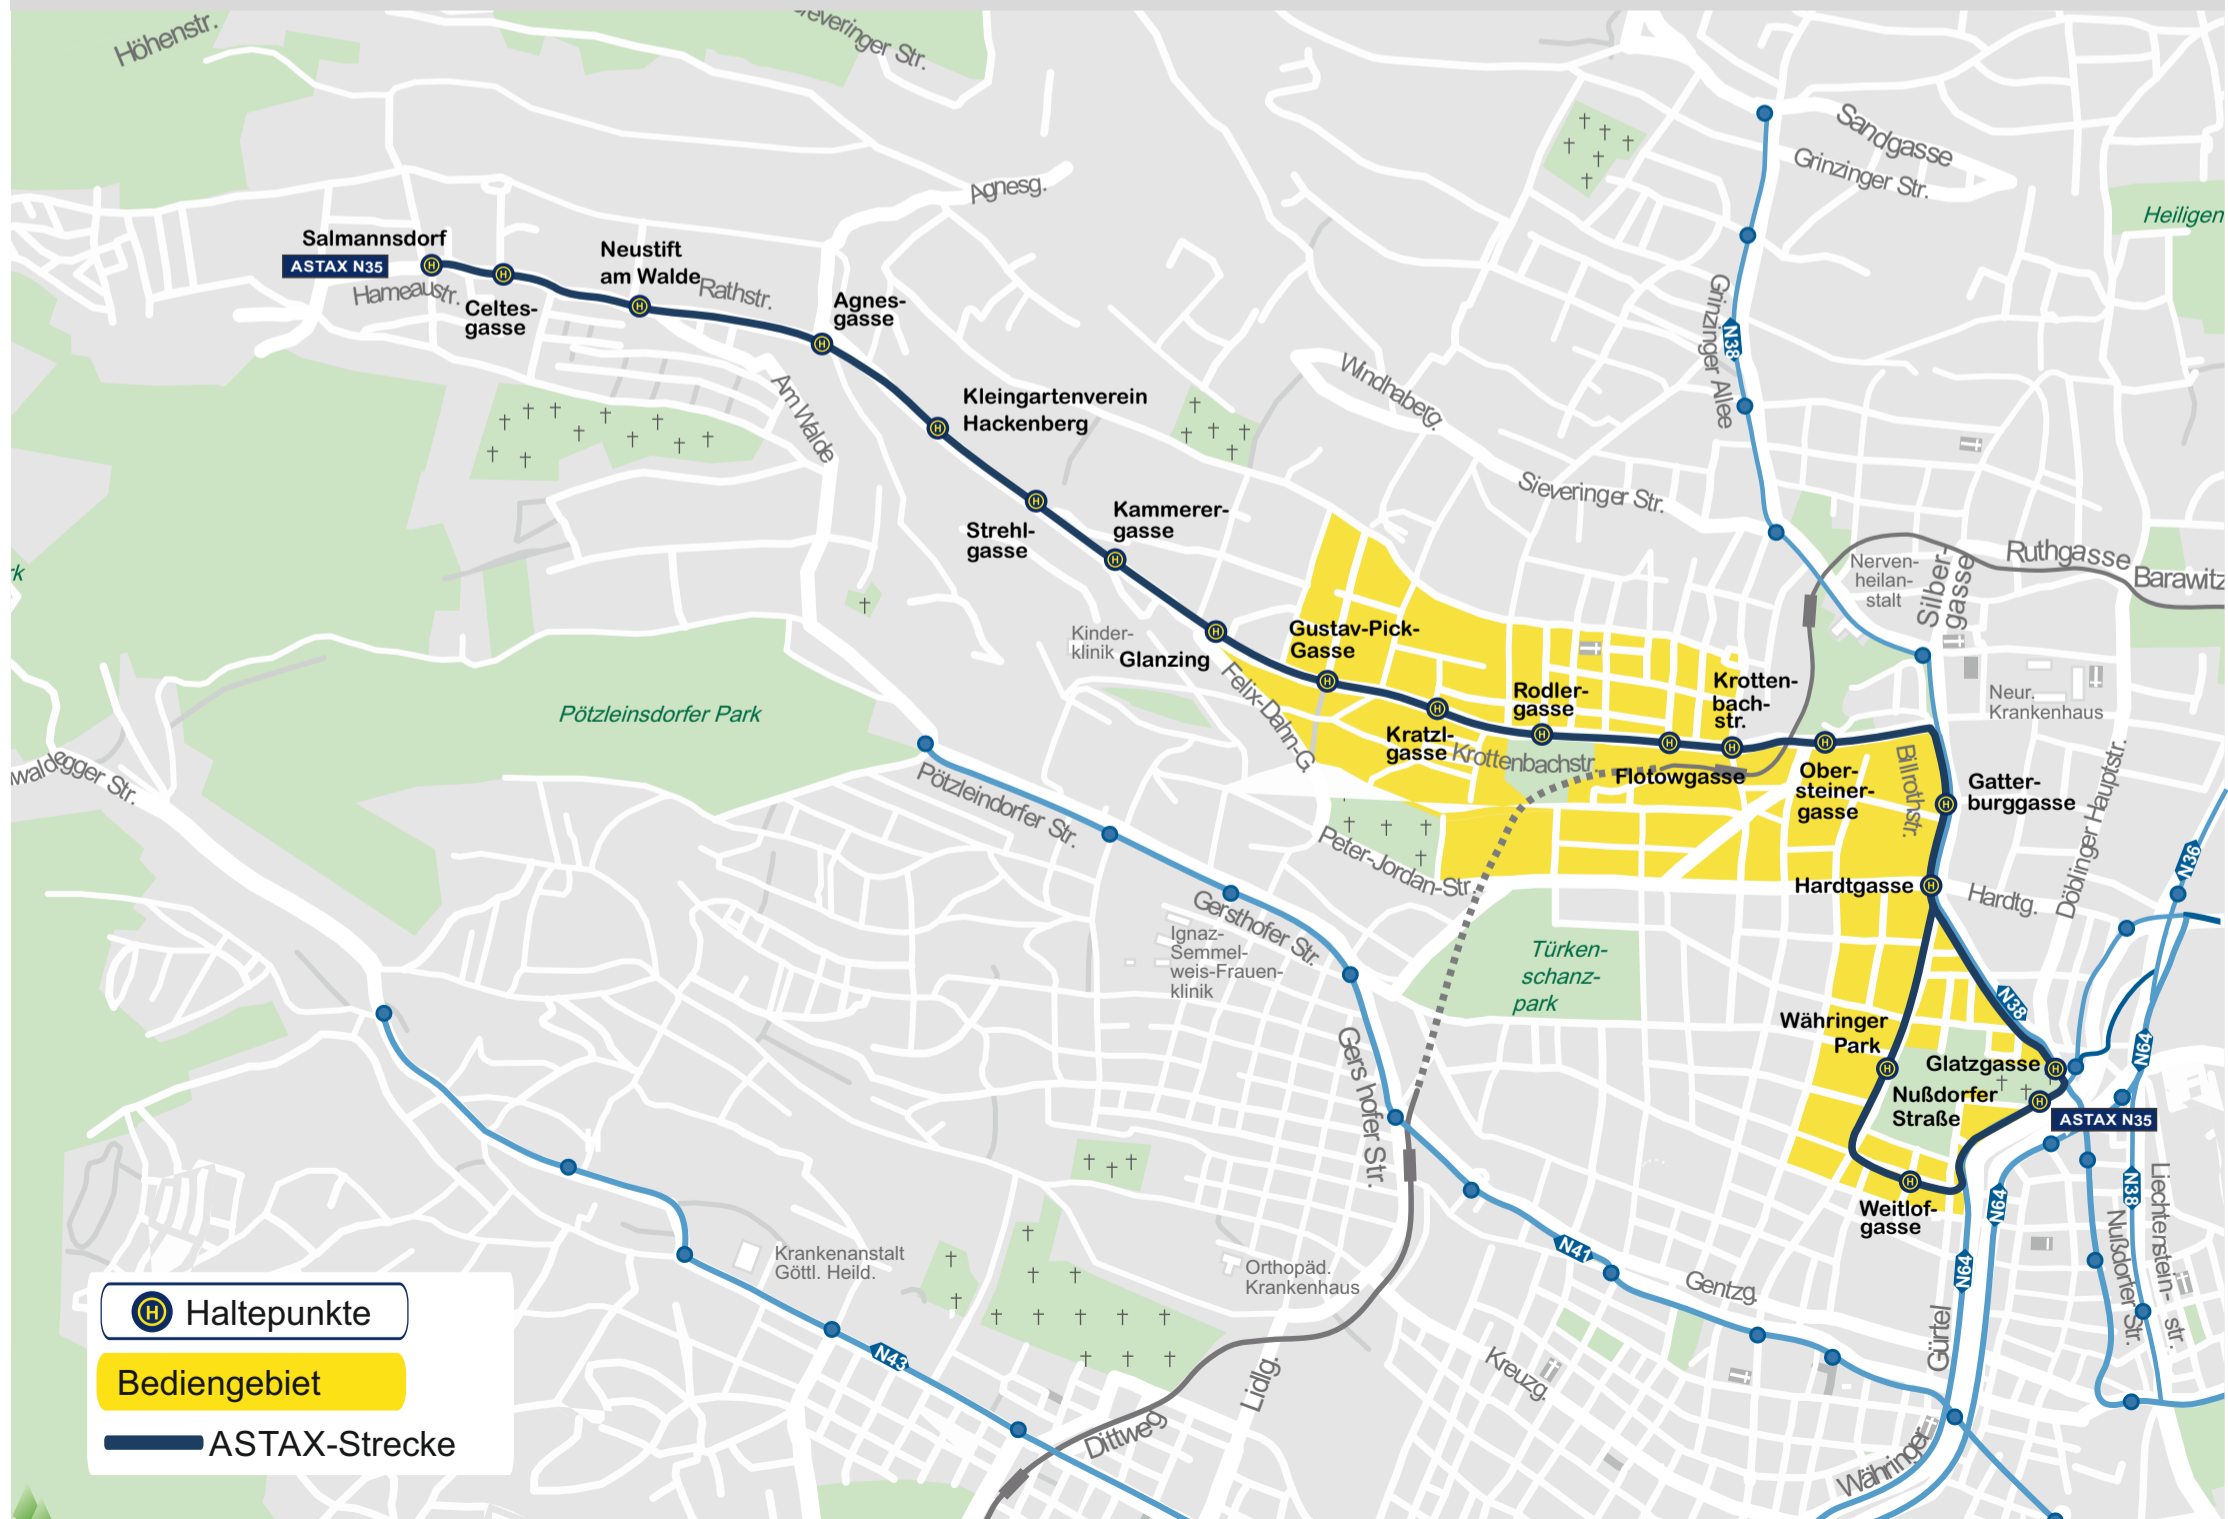 Höhenstr.
Sieveringer Str.
Agnesg.
Sandgasse
Grinzinger Str.
Heiligen
Salmannsdorf
ASTAX N35
Hameaustr.
Celtes-
gasse
Neustift
am Walde
Rathstr.
Agnes-
gasse
Am Walde
Kleingartenverein
Hackenberg
Grinzinger Allee
N38
Windhaberg.
Sieveringer Str.
Strehl-
gasse
Kammerer-
gasse
Nerven-
heilan-
stalt
Silber-
gasse
Ruthgasse
Barawitz
rk
Kinder-
klinik
Glanzing
Felix-Dahn-G.
Gustav-Pick-
Gasse
Kratzl-
gasse
Krottenbachstr.
Rodler-
gasse
Krotten-
bach-
str.
Flotowgasse
Ober-
steiner-
gasse
Billrothstr.
Neur.
Krankenhaus
Gatter-
burggasse
Döblinger Hauptstr.
Pötzleinsdorfer Park
waldegger Str.
Pötzleindorfer Str.
Peter-Jordan-Str.
Hardtgasse
Hardtg.
N36
Gersthofer Str.
Ignaz-
Semmel-
weis-Frauen-
klinik
Türken-
schanz-
park
N38
Währinger
Park
Glatzgasse
N64
Nußdorfer
Straße
ASTAX N35
Gers hofer Str.
Weitlof-
gasse
N64
N38
Liechtenstein-
str.
Nußdorfer Str.
N64
N41
Gentzg.
Gürtel
Krankenanstalt
Göttl. Heild.
Orthopäd.
Krankenhaus
Kreuzg.
N43
Lidlg.
Dittweg
Währinger
H Haltepunkte
Bediengebiet
ASTAX-Strecke